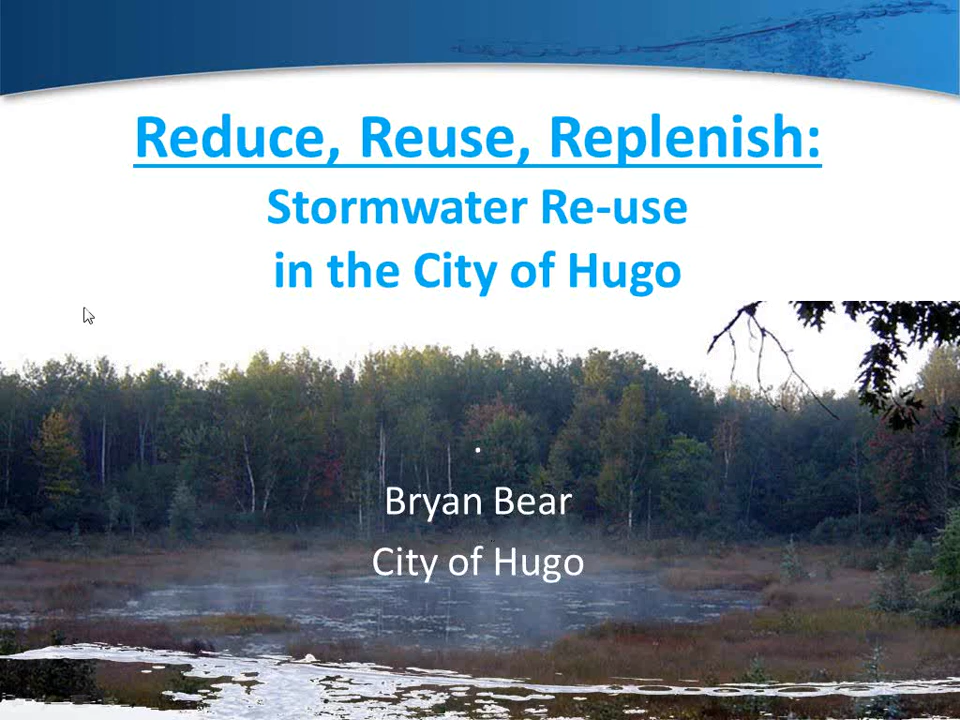 Reduce, Reuse, Replenish:
Stormwater Re-use
in the City of Hugo
.
Bryan Bear
City of Hugo